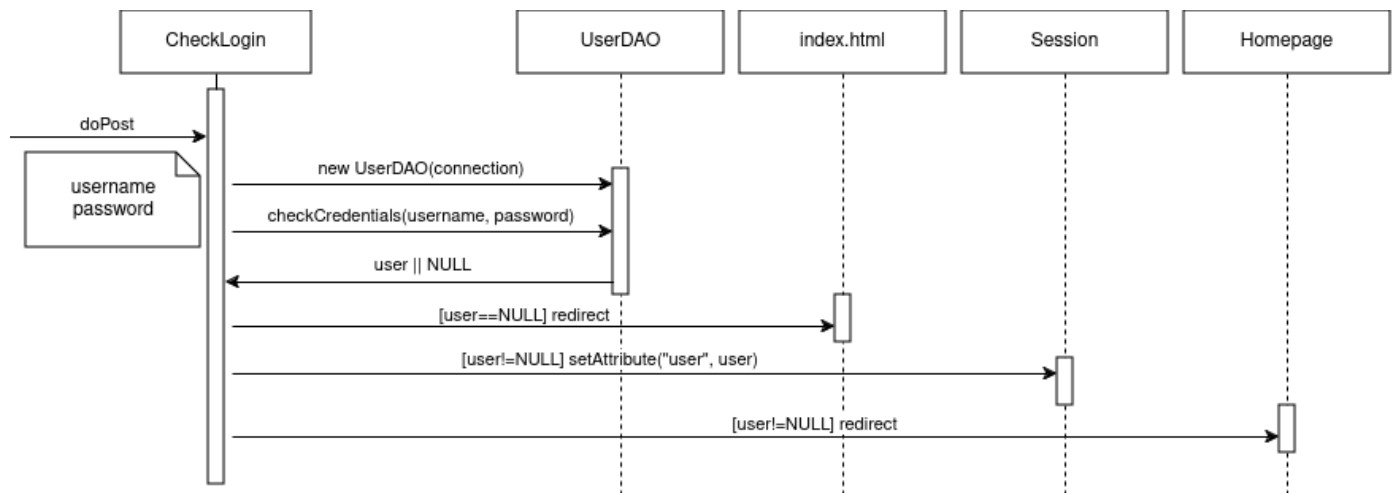 CheckLogin
UserDAO
index.html
Session
Homepage
doPost
username
password
new UserDAO(connection)
checkCredentials(username, password)
user || NULL
[user==NULL] redirect
[user!=NULL] setAttribute("user", user)
[user!=NULL] redirect